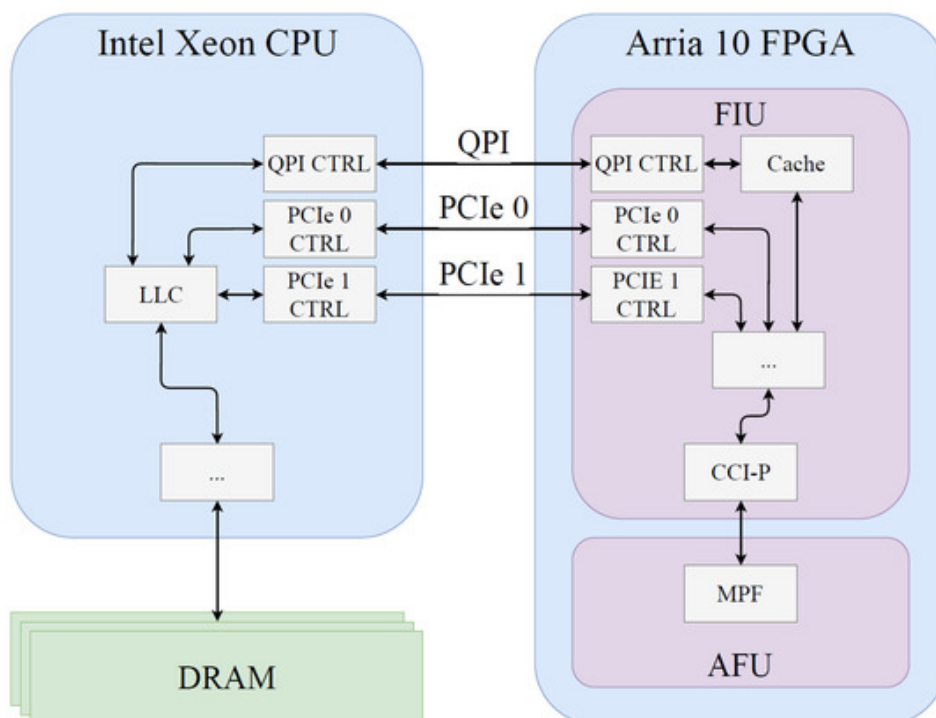 Intel Xeon CPU
Arria 10 FPGA
FIU
QPI CTRL
QPI
QPI CTRL
Cache
PCIe 0
CTRL
PCIe 0
PCIe 0
CTRL
LLC
PCIe 1
CTRL
PCIe 1
PCIE 1
CTRL
...
...
CCI-P
MPF
AFU
DRAM